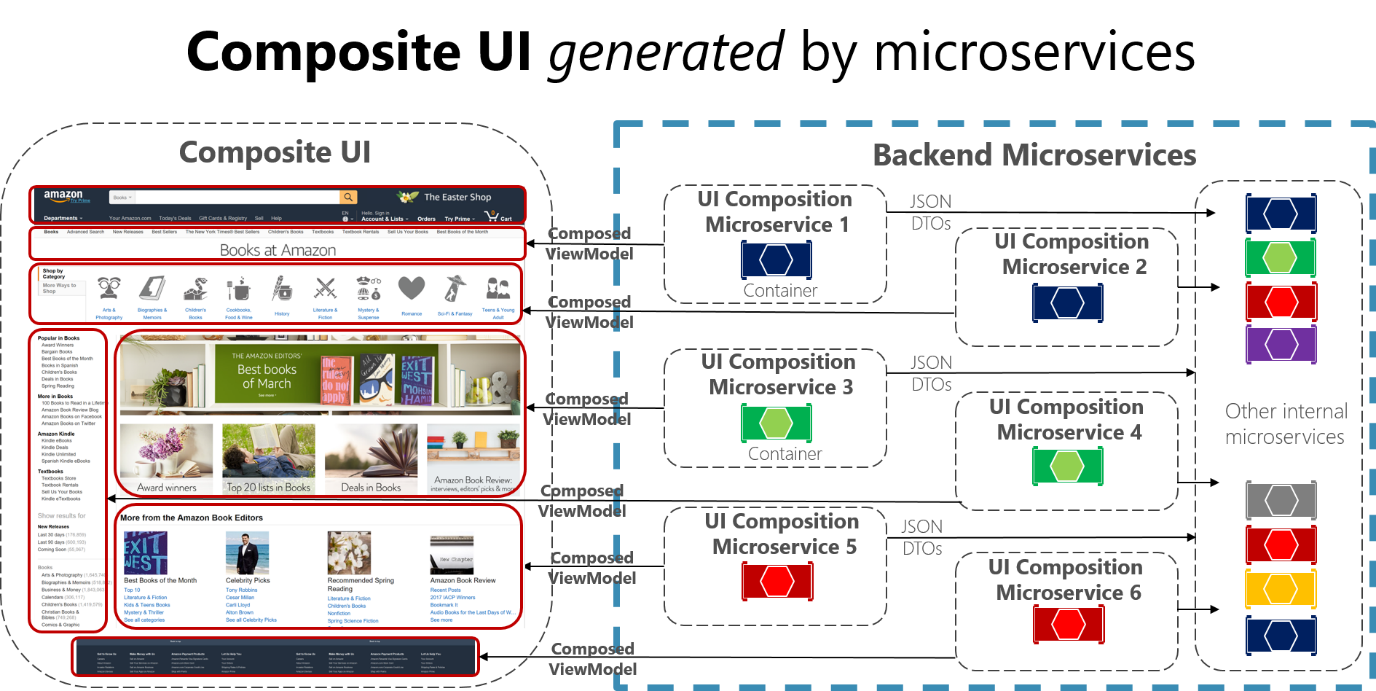 Composite UI generated by microservices
Composite UI
amazon
Try Prime
Books
The Easter Shop
Departments
Your Amazon.com Today's Deals Gift Cards & Registry Sell Help
EN
Hello. Sign in
Account & Lists
Orders
Try Prime
Cart
Books Advanced Search New Releases Best Sellers The New York Times® Best Sellers Children's Books Textbooks Textbook Rentals Sell Us Your Books Best Books of the Month
Books at Amazon
Shop by
Category
More Ways to
Shop
Arts &
Photography
Biographies &
Memoirs
Children's
Books
Cookbooks,
Food & Wine
History
Literature &
Fiction
Mystery &
Suspense
Romance
Sci-Fi & Fantasy
Teens & Young
Adult
Popular in Books
Award Winners
Bargain Books
Best Books of the Month
Books in Spanish
Children's Books
Deals in Books
Spring Reading
More in Books
100 Books to Read in a Lifetim
Amazon Book Review Blog
Amazon Books on Facebook
Amazon Books on Twitter
Amazon Kindle
Kindle eBooks
Kindle Deals
Kindle Unlimited
Spanish Kindle eBooks
Textbooks
Textbooks Store
Textbook Rentals
Sell Us Your Books
Kindle eTextbooks
Show results for
New Releases
Last 30 days
Last 90 days
Coming Soon
Books
Arts & Photography
Biographies & Memoirs
Business & Money
Calendars
Children's Books
Christian Books &
Bibles
Comics & Graphic
THE AMAZON EDITORS'
Best books
of March
See more ›
the
rules
do not
apply
EXIT
WEST
MOHSIN
HAMI
Award winners
Top 20 lists in Books
Deals in Books
Amazon Book Review:
interviews, editors' picks & more
More from the Amazon Book Editors
EXIT
WEST
Best Books of the Month
Top 10
Literature & Fiction
Kids & Teens Books
Mystery & Thriller
See all categories
Celebrity Picks
Tony Robbins
Cesar Millan
Carli Lloyd
Alton Brown
See all Celebrity Picks
Recommended Spring
Reading
Literature & Fiction
Children's Books
Nonfiction
Spring Science Fiction
Amazon Book Review
Recent Posts
2017 IACP Winners
Bookmark It
Audio Books for the Last Days of W...
See more
Composed
ViewModel
Composed
ViewModel
Composed
ViewModel
Composed
ViewModel
Composed
ViewModel
Composed
ViewModel
Backend Microservices
UI Composition
Microservice 1
Container
UI Composition
Microservice 2
UI Composition
Microservice 3
Container
UI Composition
Microservice 4
UI Composition
Microservice 5
UI Composition
Microservice 6
JSON
DTOs
JSON
DTOs
JSON
DTOs
Other internal
microservices